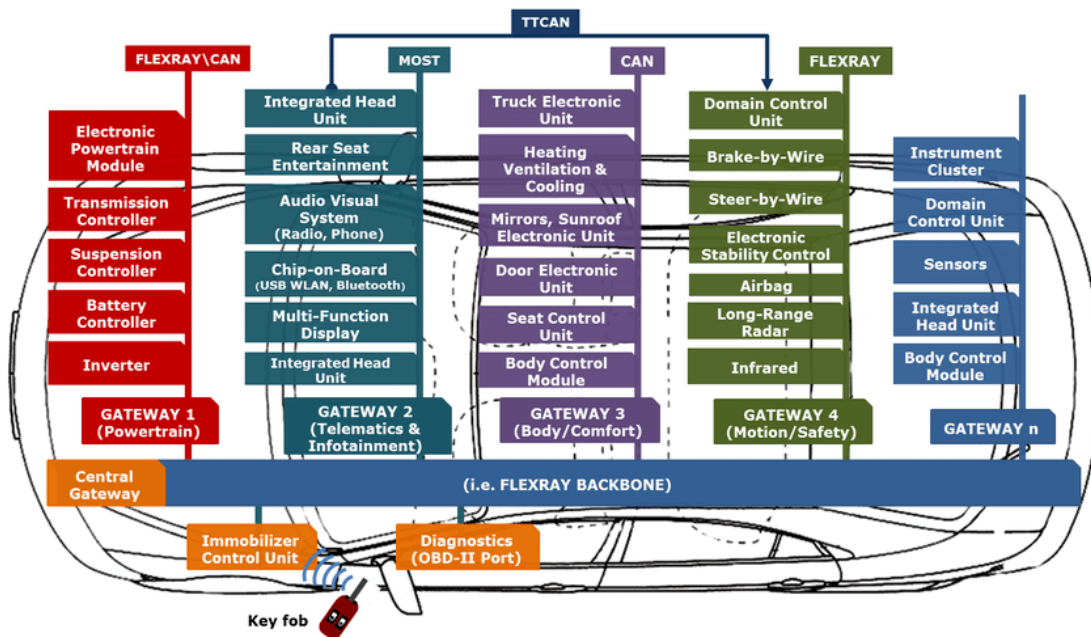 TTCAN
FLEXRAY\CAN
MOST
CAN
FLEXRAY
Electronic
Powertrain
Module
Transmission
Controller
Suspension
Controller
Battery
Controller
Inverter
GATEWAY 1
(Powertrain)
Integrated Head
Unit
Rear Seat
Entertainment
Audio Visual
System
(Radio, Phone)
Chip-on-Board
(USB WLAN, Bluetooth)
Multi-Function
Display
Integrated Head
Unit
GATEWAY 2
(Telematics &
Infotainment)
Truck Electronic
Unit
Heating
Ventilation &
Cooling
Mirrors, Sunroof
Electronic Unit
Door Electronic
Unit
Seat Control
Unit
Body Control
Module
GATEWAY 3
(Body/Comfort)
Domain Control
Unit
Brake-by-Wire
Steer-by-Wire
Electronic
Stability Control
Airbag
Long-Range
Radar
Infrared
GATEWAY 4
(Motion/Safety)
Instrument
Cluster
Domain
Control Unit
Sensors
Integrated
Head Unit
Body Control
Module
GATEWAY n
Central
Gateway
(i.e. FLEXRAY BACKBONE)
Immobilizer
Control Unit
Diagnostics
(OBD-II Port)
Key fob